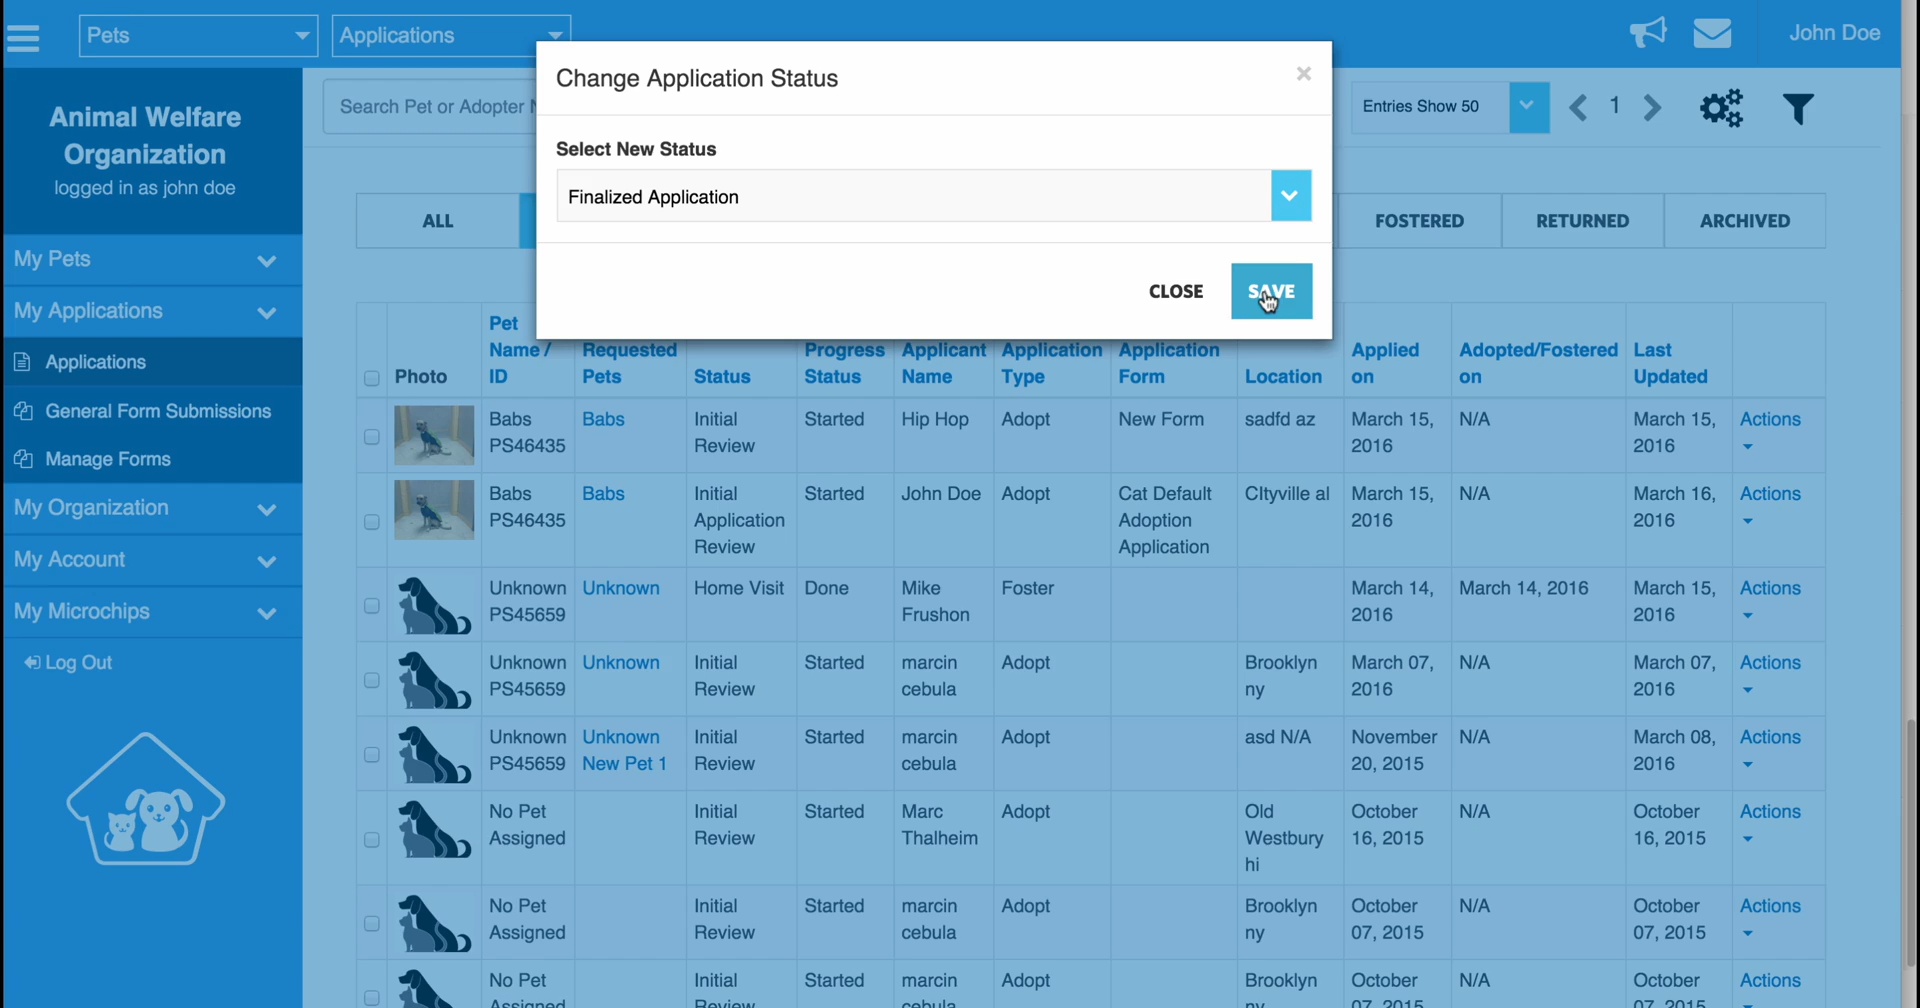 Pets
Applications
John Doe
Animal Welfare
Organization
logged in as john doe
My Pets
My Applications
Applications
General Form Submissions
Manage Forms
My Organization
My Account
My Microchips
Log Out
Change Application Status
×
Select New Status
Finalized Application
CLOSE
SAVE
Search Pet or Adopter
Entries Show 50
1
ALL
FOSTERED
RETURNED
ARCHIVED
Photo
Pet
Name /
ID
Requested
Pets
Status
Progress
Status
Applicant
Name
Application
Type
Application
Form
Location
Applied
on
Adopted/Fostered
on
Last
Updated
Babs
PS46435
Babs
Initial
Review
Started
Hip Hop
Adopt
New Form
sadfd az
March 15,
2016
N/A
March 15,
2016
Actions
Babs
PS46435
Babs
Initial
Application
Review
Started
John Doe
Adopt
Cat Default
Adoption
Application
CItyville al
March 15,
2016
N/A
March 16,
2016
Actions
Unknown
PS45659
Unknown
Home Visit
Done
Mike
Frushon
Foster
March 14,
2016
March 14, 2016
March 15,
2016
Actions
Unknown
PS45659
Unknown
Initial
Review
Started
marcin
cebula
Adopt
Brooklyn
ny
March 07,
2016
N/A
March 07,
2016
Actions
Unknown
PS45659
Unknown
New Pet 1
Initial
Review
Started
marcin
cebula
Adopt
asd N/A
November
20, 2015
N/A
March 08,
2016
Actions
No Pet
Assigned
Initial
Review
Started
Marc
Thalheim
Adopt
Old
Westbury
hi
October
16, 2015
N/A
October
16, 2015
Actions
No Pet
Assigned
Initial
Review
Started
marcin
cebula
Adopt
Brooklyn
ny
October
07, 2015
N/A
October
07, 2015
Actions
No Pet
Assigned
Initial
Review
Started
marcin
cebula
Adopt
Brooklyn
ny
October
07, 2015
N/A
October
07, 2015
Actions